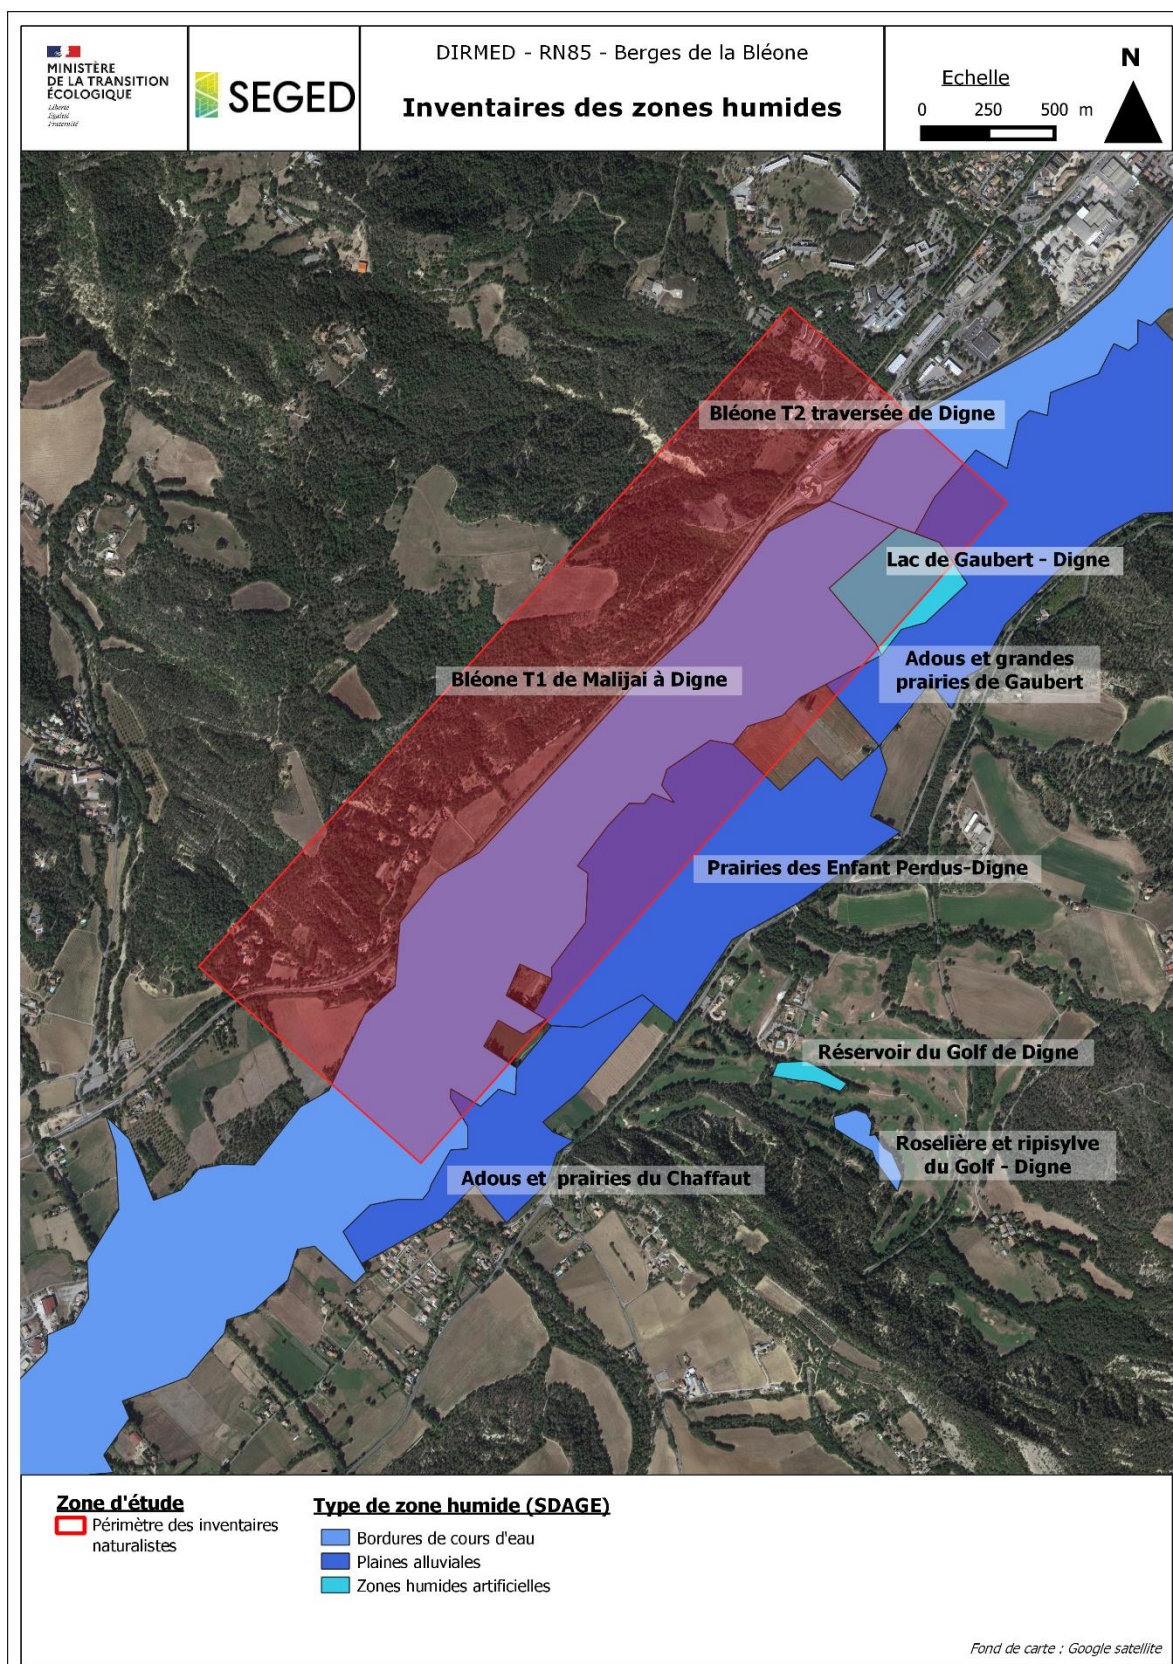 MINISTÈRE
DE LA TRANSITION
ÉCOLOGIQUE
Liberté
Égalité
Fraternité
SEGED
DIRMED - RN85 - Berges de la Bléone
Inventaires des zones humides
Echelle
0 250 500 m
N
Bléone T2 traversée de Digne
Lac de Gaubert - Digne
Adous et grandes
prairies de Gaubert
Bléone T1 de Malijai à Digne
Prairies des Enfant Perdus-Digne
Réservoir du Golf de Digne
Roselière et ripisylve
du Golf - Digne
Adous et prairies du Chaffaut
Zone d'étude
Périmètre des inventaires
naturalistes
Type de zone humide (SDAGE)
Bordures de cours d'eau
Plaines alluviales
Zones humides artificielles
Fond de carte : Google satellite